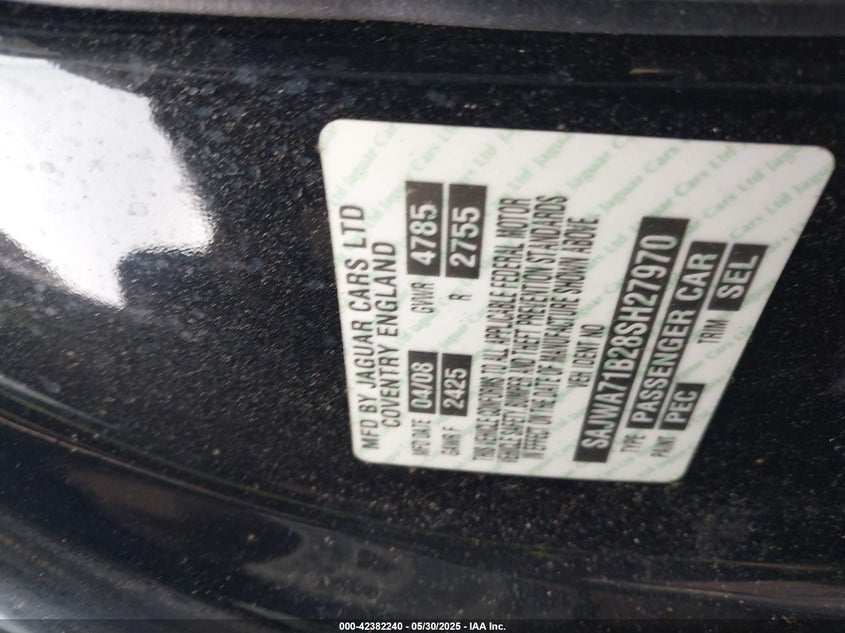 MFD BY JAGUAR CARS LTD
COVENTRY ENGLAND
MFG DATE 04/08 GVWR 4785
GAWR F 2425 R 2755
THIS VEHICLE CONFORMS TO ALL APPLICABLE FEDERAL MOTOR
VEHICLE SAFETY, BUMPER AND THEFT PREVENTION STANDARDS
IN EFFECT ON THE DATE OF MANUFACTURE SHOWN ABOVE.
VEH IDENT NO
SAJWA71B28SH27970
TYPE- PASSENGER CAR
PAINT PEC TRIM SEL
000-42382240 - 05/30/2025 - IAA Inc.